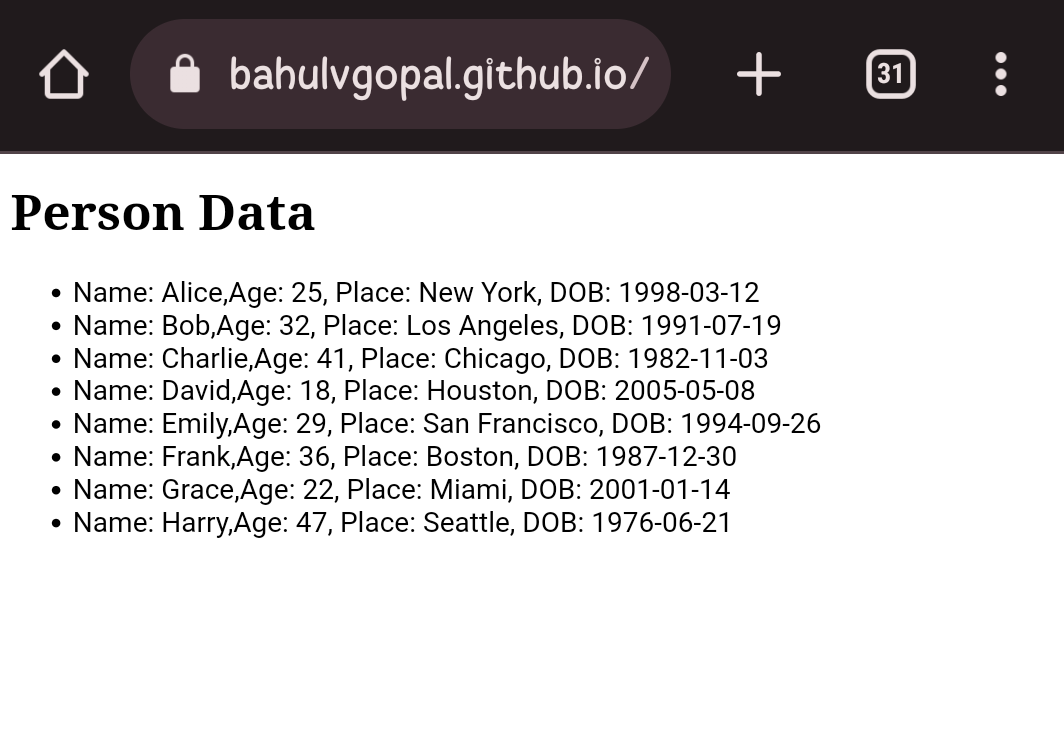 bahulvgopal.github.io/
31
Person Data
• Name: Alice,Age: 25, Place: New York, DOB: 1998-03-12
• Name: Bob,Age: 32, Place: Los Angeles, DOB: 1991-07-19
• Name: Charlie,Age: 41, Place: Chicago, DOB: 1982-11-03
• Name: David,Age: 18, Place: Houston, DOB: 2005-05-08
• Name: Emily,Age: 29, Place: San Francisco, DOB: 1994-09-26
• Name: Frank,Age: 36, Place: Boston, DOB: 1987-12-30
• Name: Grace,Age: 22, Place: Miami, DOB: 2001-01-14
• Name: Harry,Age: 47, Place: Seattle, DOB: 1976-06-21